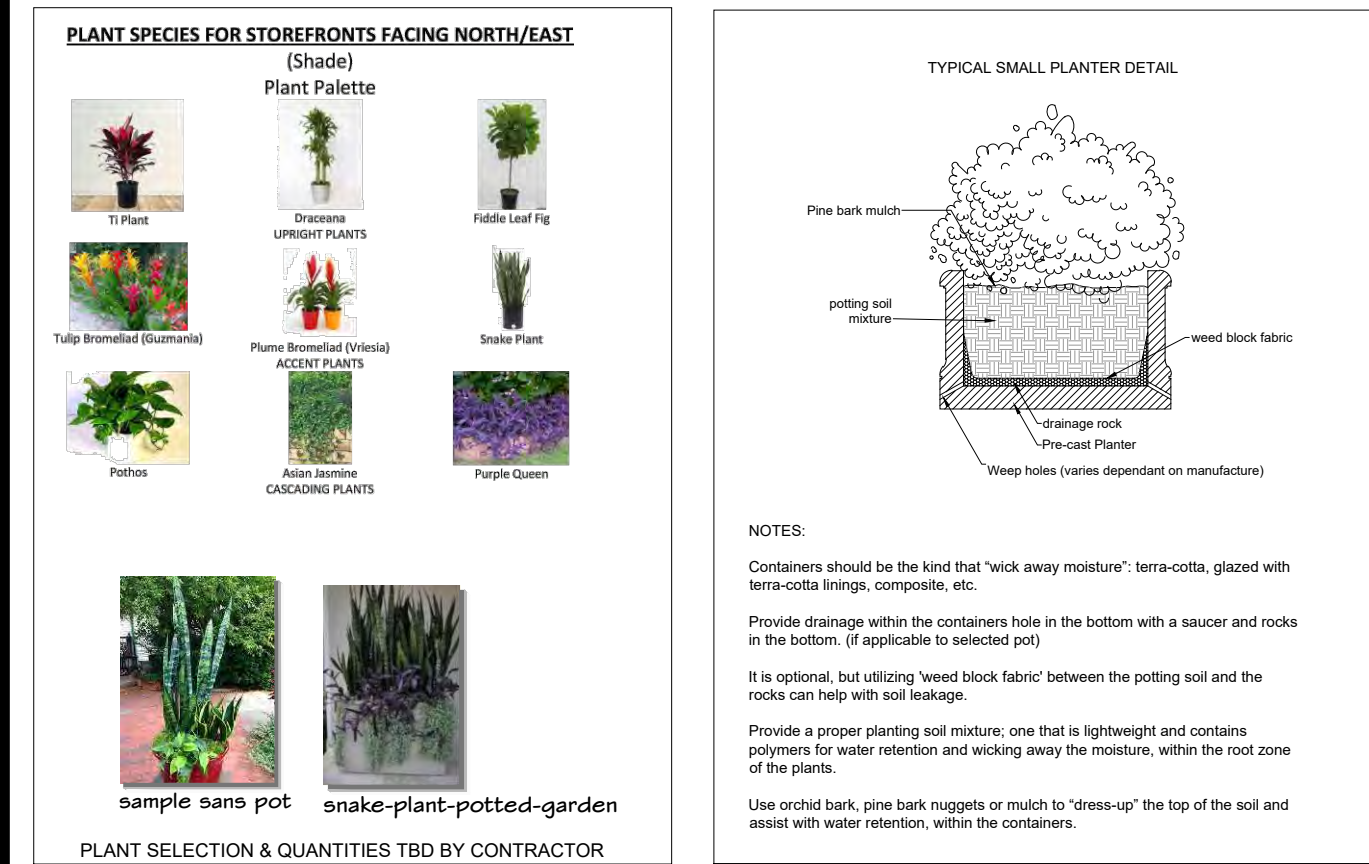 PLANT SPECIES FOR STOREFRONTS FACING NORTH/EAST
(Shade)
Plant Palette
Ti Plant
Draceana
UPRIGHT PLANTS
Fiddle Leaf Fig
Tulip Bromeliad (Guzmania)
Plume Bromeliad (Vriesia)
ACCENT PLANTS
Snake Plant
Pothos
Asian Jasmine
CASCADING PLANTS
Purple Queen
sample sans pot
snake-plant-potted-garden
PLANT SELECTION & QUANTITIES TBD BY CONTRACTOR
TYPICAL SMALL PLANTER DETAIL
Pine bark mulch
potting soil
mixture
weed block fabric
drainage rock
Pre-cast Planter
Weep holes (varies dependant on manufacture)
NOTES:
Containers should be the kind that “wick away moisture”: terra-cotta, glazed with
terra-cotta linings, composite, etc.
Provide drainage within the containers hole in the bottom with a saucer and rocks
in the bottom. (if applicable to selected pot)
It is optional, but utilizing 'weed block fabric' between the potting soil and the
rocks can help with soil leakage.
Provide a proper planting soil mixture; one that is lightweight and contains
polymers for water retention and wicking away the moisture, within the root zone
of the plants.
Use orchid bark, pine bark nuggets or mulch to “dress-up” the top of the soil and
assist with water retention, within the containers.